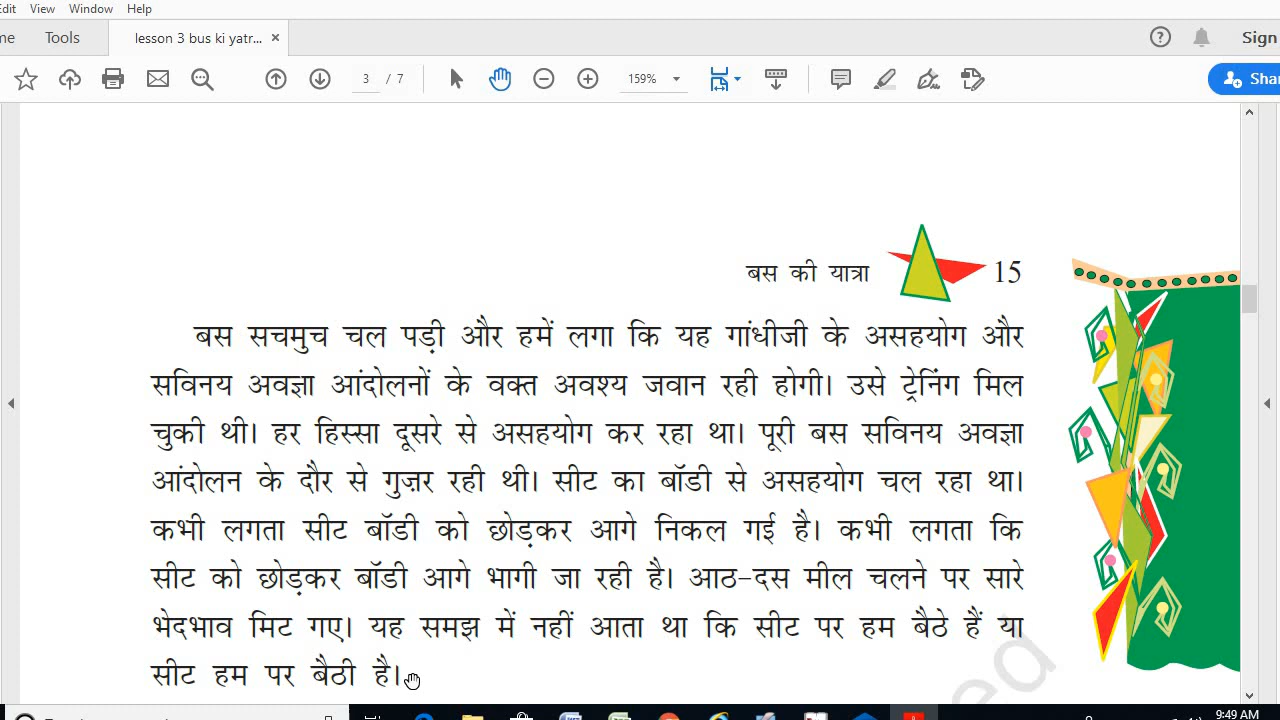 Edit View Window Help
me Tools lesson 3 bus ki yatr... × Sign
3 / 7 159% Shar
बस की यात्रा 15
बस सचमुच चल पड़ी और हमें लगा कि यह गांधीजी के असहयोग और
सविनय अवज्ञा आंदोलनों के वक्त अवश्य जवान रही होगी। उसे ट्रेनिंग मिल
चुकी थी। हर हिस्सा दूसरे से असहयोग कर रहा था। पूरी बस सविनय अवज्ञा
आंदोलन के दौर से गुज़र रही थी। सीट का बॉडी से असहयोग चल रहा था।
कभी लगता सीट बॉडी को छोड़कर आगे निकल गई है। कभी लगता कि
सीट को छोड़कर बॉडी आगे भागी जा रही है। आठ-दस मील चलने पर सारे
भेदभाव मिट गए। यह समझ में नहीं आता था कि सीट पर हम बैठे हैं या
सीट हम पर बैठी है।
ed
9:49 AM